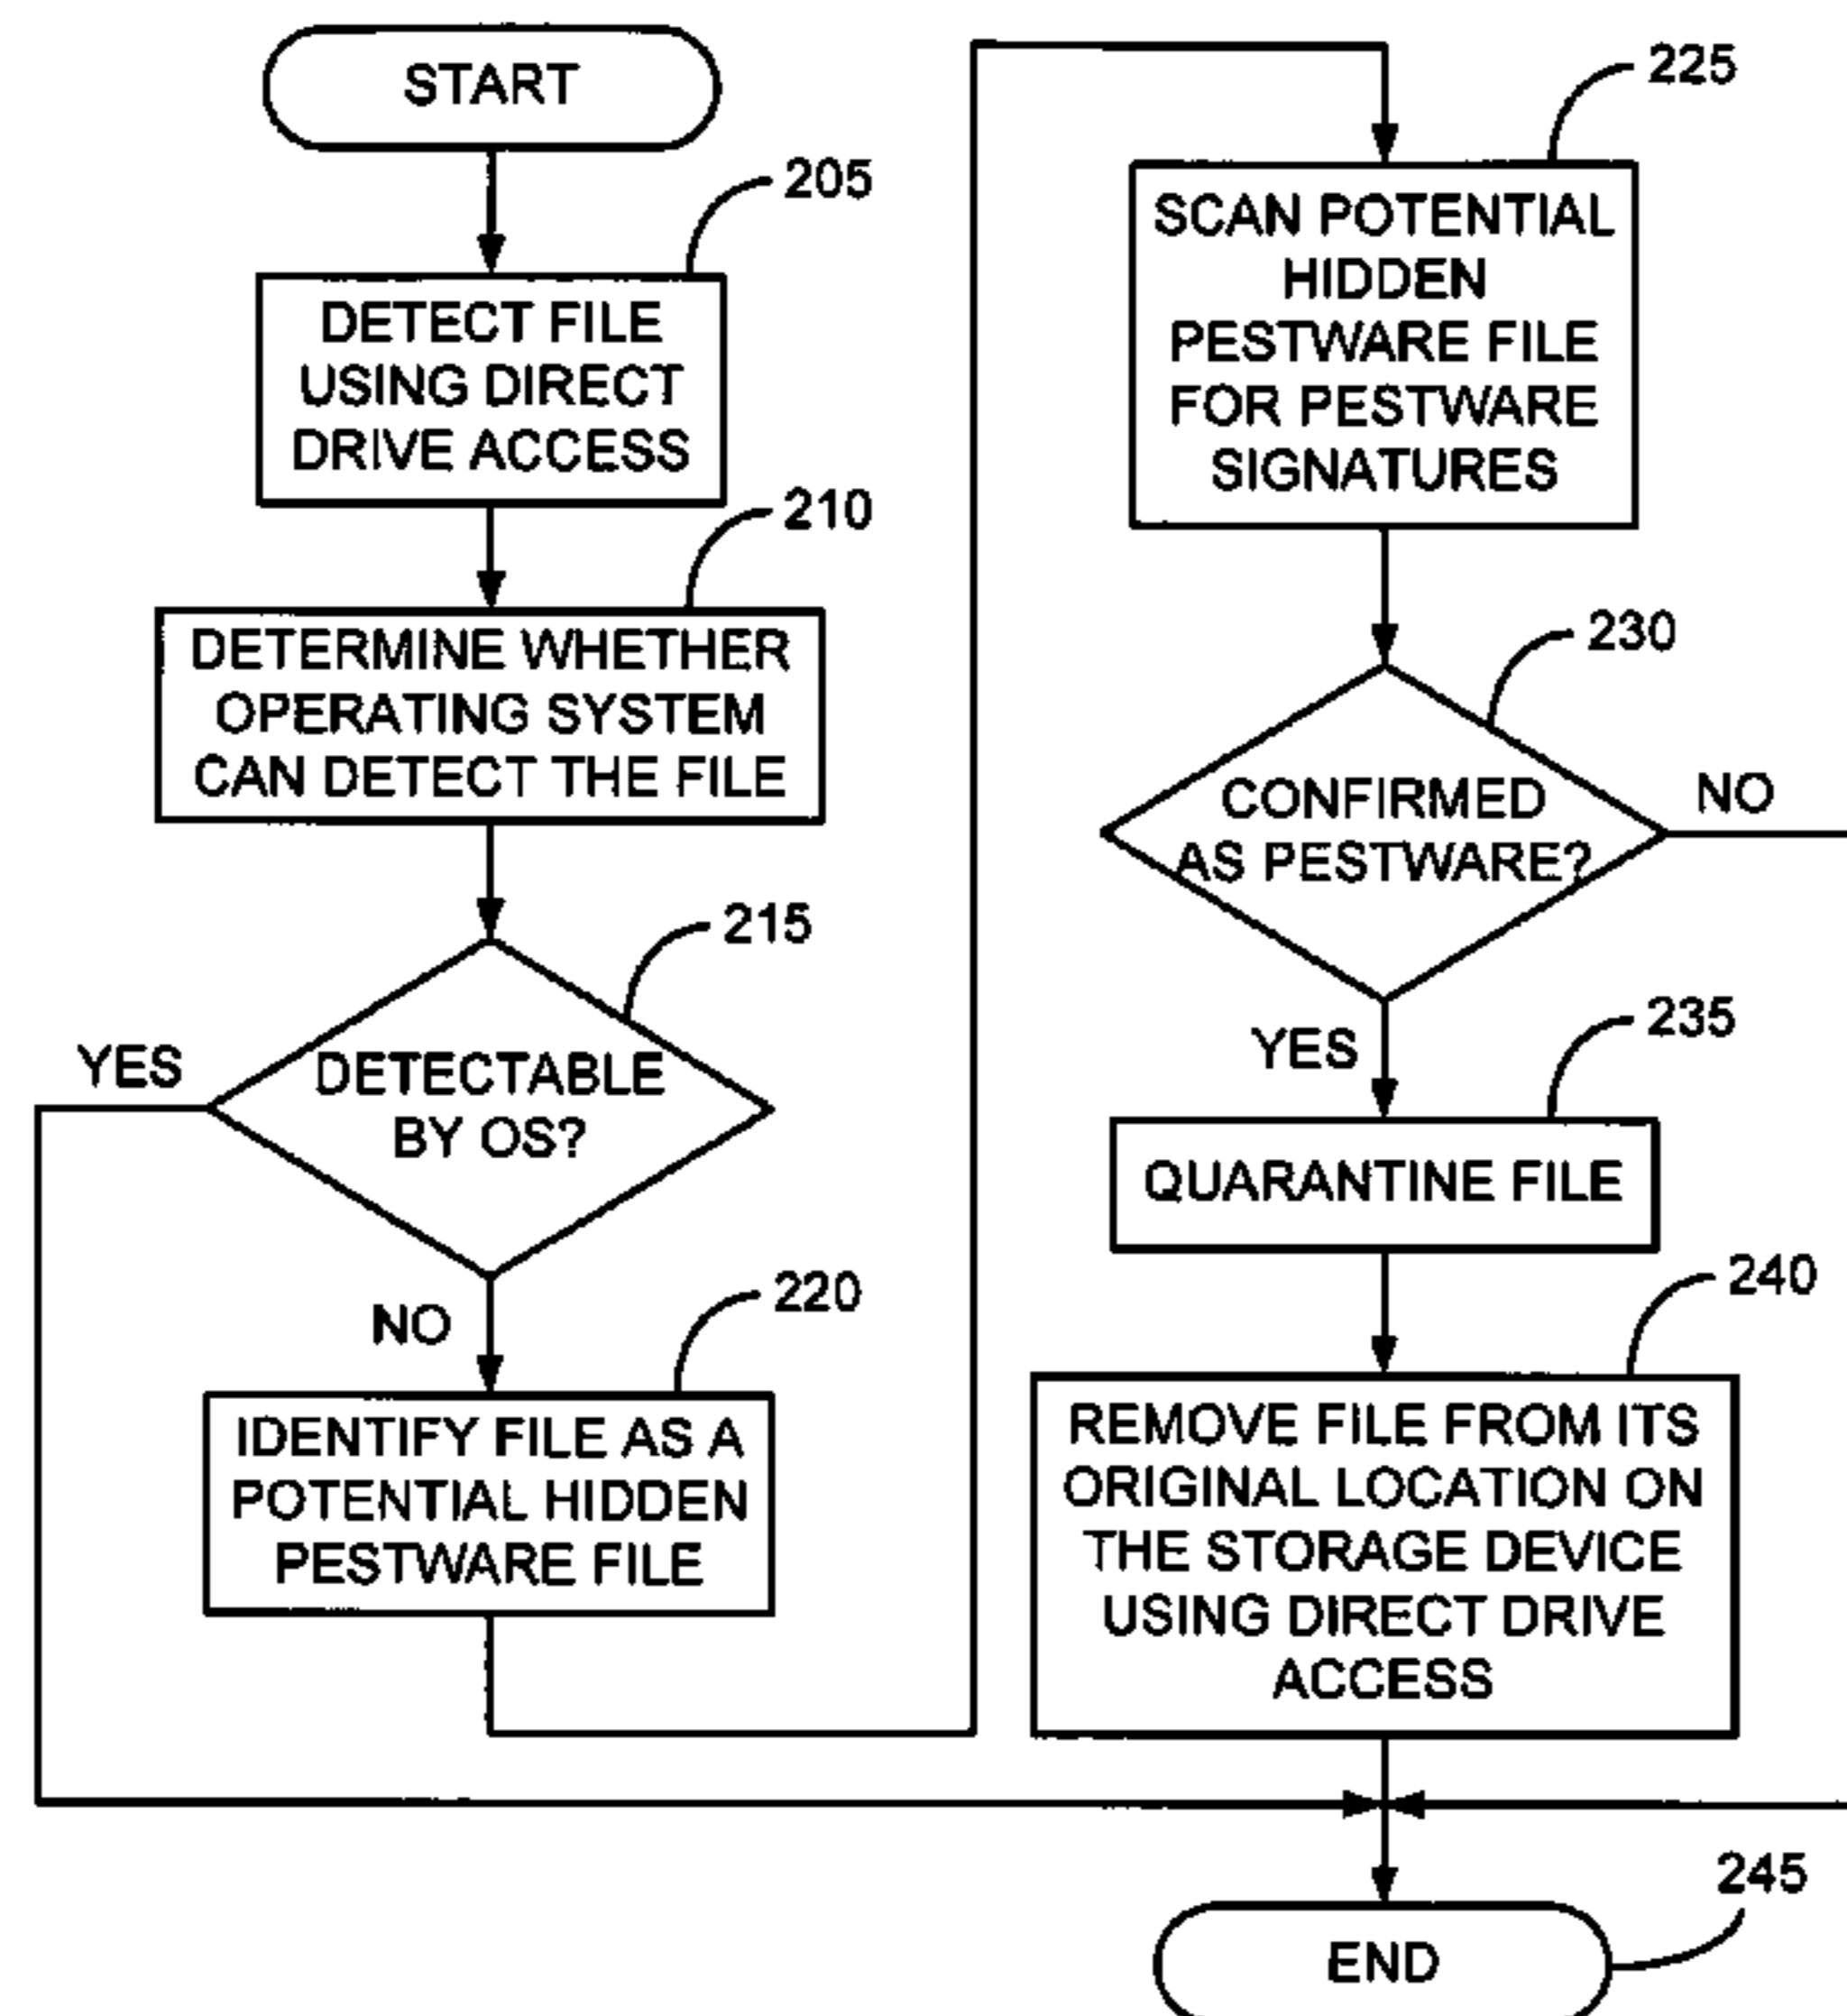 START
205
DETECT FILE
USING DIRECT
DRIVE ACCESS
210
DETERMINE WHETHER
OPERATING SYSTEM
CAN DETECT THE FILE
215
DETECTABLE
BY OS?
YES
NO
220
IDENTIFY FILE AS A
POTENTIAL HIDDEN
PESTWARE FILE
225
SCAN POTENTIAL
HIDDEN
PESTWARE FILE
FOR PESTWARE
SIGNATURES
230
CONFIRMED
AS PESTWARE?
NO
YES
235
QUARANTINE FILE
240
REMOVE FILE FROM ITS
ORIGINAL LOCATION ON
THE STORAGE DEVICE
USING DIRECT DRIVE
ACCESS
245
END